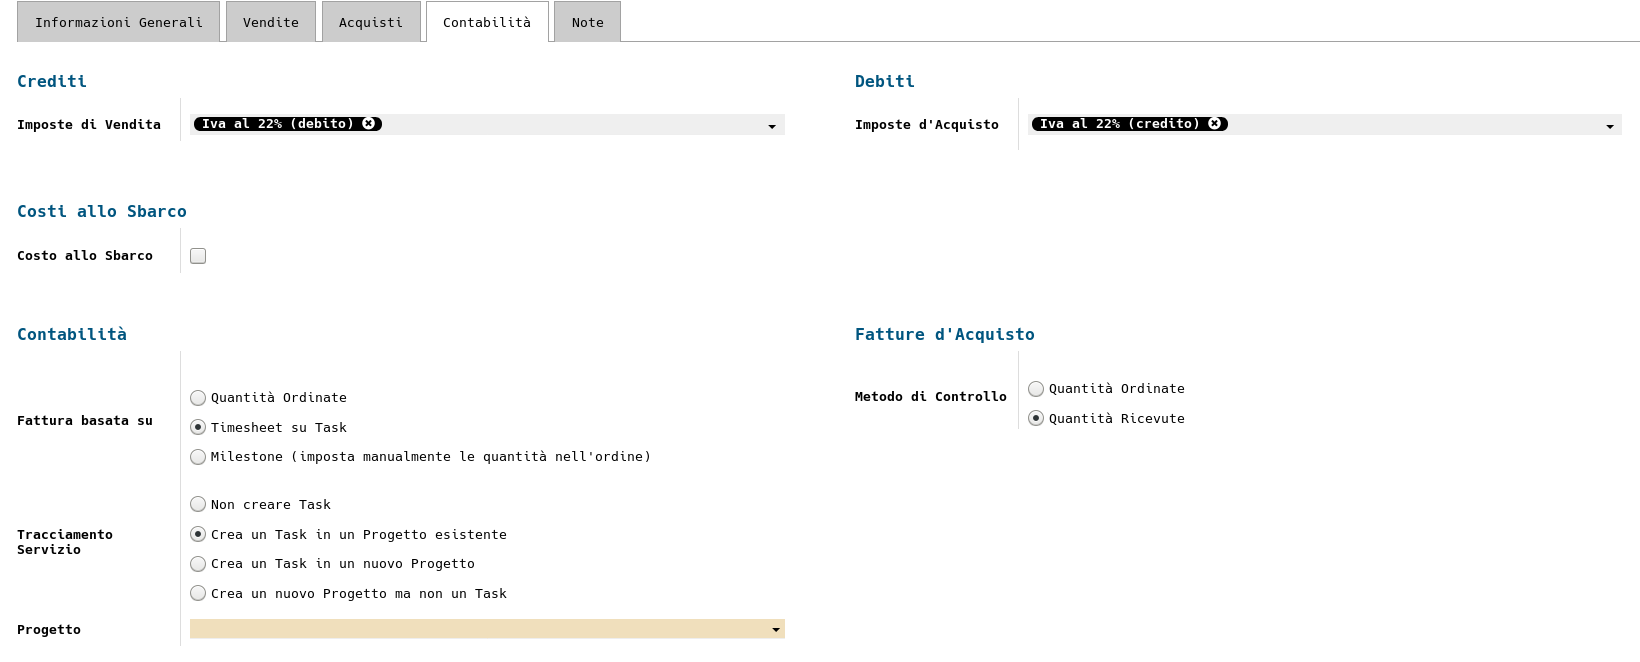 Informazioni Generali
Vendite
Acquisti
Contabilità
Note
Crediti
Imposte di Vendita
Iva al 22% (debito)
Debiti
Imposte d'Acquisto
Iva al 22% (credito)
Costi allo Sbarco
Costo allo Sbarco
Contabilità
Fattura basata su
Quantità Ordinate
Timesheet su Task
Milestone (imposta manualmente le quantità nell'ordine)
Tracciamento
Servizio
Non creare Task
Crea un Task in un Progetto esistente
Crea un Task in un nuovo Progetto
Crea un nuovo Progetto ma non un Task
Progetto
Fatture d'Acquisto
Metodo di Controllo
Quantità Ordinate
Quantità Ricevute